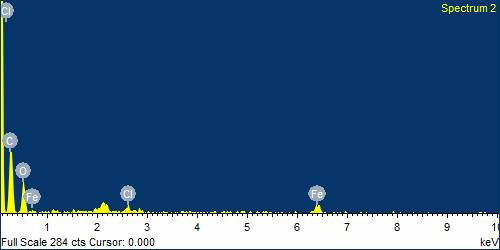 Spectrum 2
Cl
C
O
Fe
Cl
Fe
1 2 3 4 5 6 7 8 9 1
Full Scale 284 cts Cursor: 0.000 keV